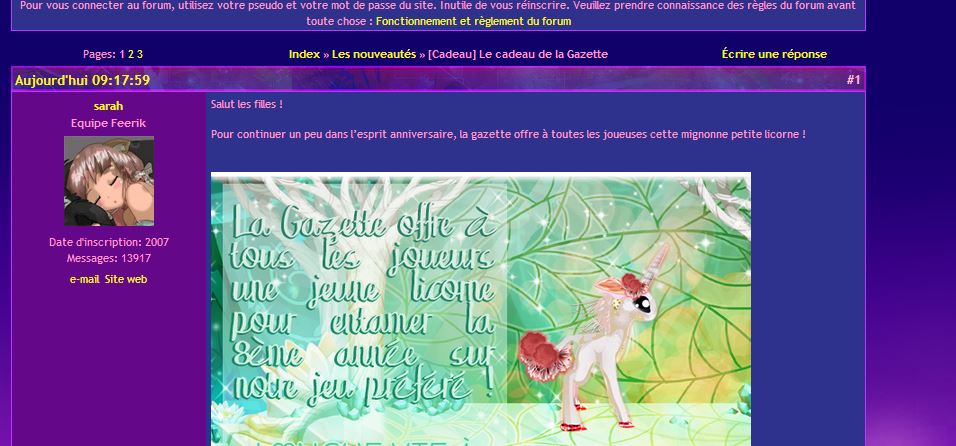 Pour vous connecter au forum, utilisez votre pseudo et votre mot de passe du site. Inutile de vous réinscrire. Veuillez prendre connaissance des règles du forum avant
toute chose : Fonctionnement et règlement du forum
Pages: 1 2 3
Index » Les nouveautés » [Cadeau] Le cadeau de la Gazette
Écrire une réponse
Aujourd'hui 09:17:59
#1
sarah
Equipe Feerik
Date d'inscription: 2007
Messages: 13917
e-mail Site web
Salut les filles !
Pour continuer un peu dans l'esprit anniversaire, la gazette offre à toutes les joueuses cette mignonne petite licorne !
La Gazette offre à
tous les joueurs
une jeune licorne
pour entamer la
8ème année sur
notre jeu préféré !